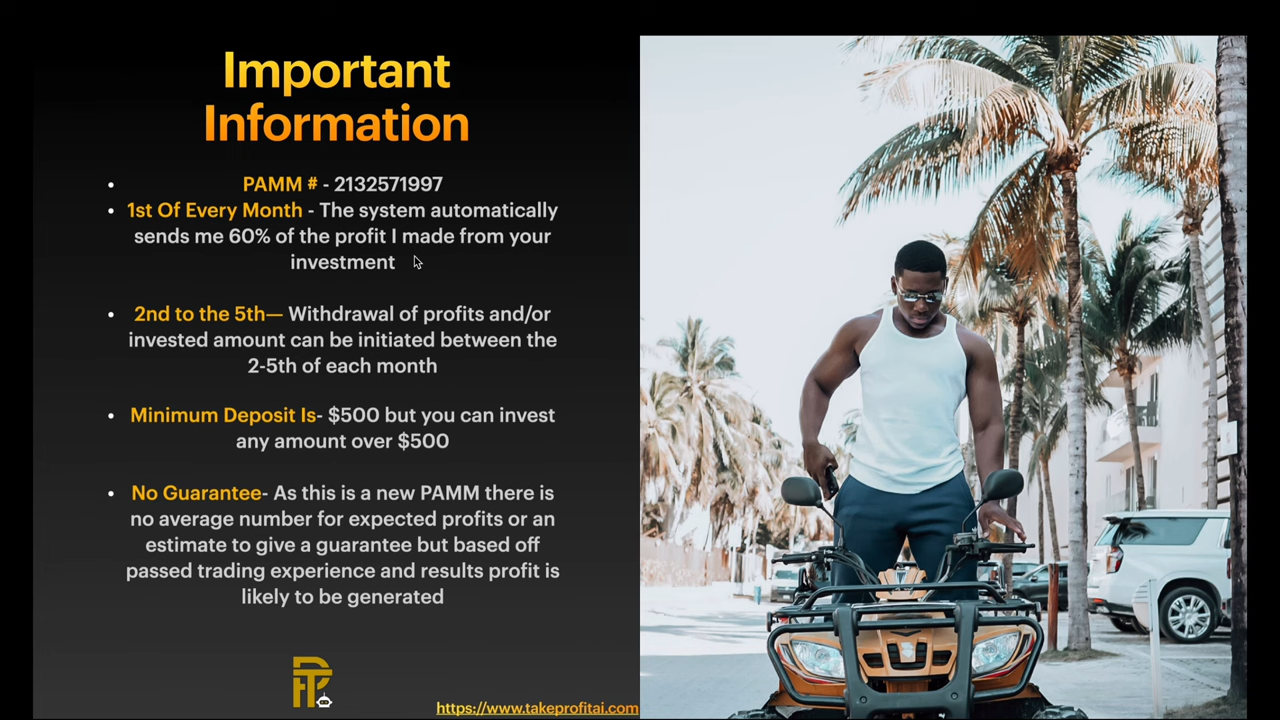 Important
Information
• PAMM # - 2132571997
• 1st Of Every Month - The system automatically
sends me 60% of the profit I made from your
investment
• 2nd to the 5th— Withdrawal of profits and/or
invested amount can be initiated between the
2-5th of each month
• Minimum Deposit Is- $500 but you can invest
any amount over $500
• No Guarantee- As this is a new PAMM there is
no average number for expected profits or an
estimate to give a guarantee but based off
passed trading experience and results profit is
likely to be generated
https://www.takeprofitai.com